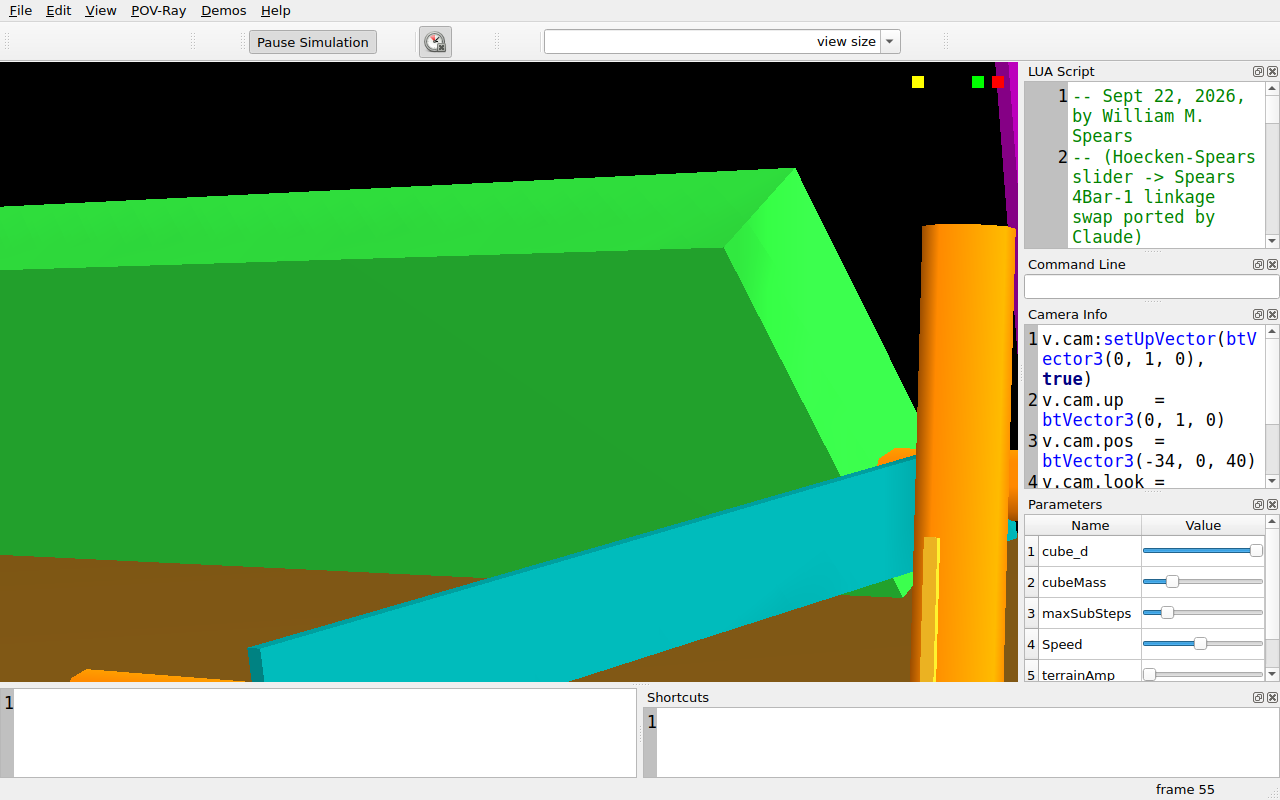 File Edit View POV-Ray Demos Help
Pause Simulation
view size
LUA Script
1 -- Sept 22, 2026,
by William M.
Spears
2 -- (Hoecken-Spears
slider -> Spears
4Bar-1 linkage
swap ported by
Claude)
Command Line
Camera Info
1 v.cam:setUpVector(btV
ector3(0, 1, 0),
true)
2 v.cam.up   =
btVector3(0, 1, 0)
3 v.cam.pos  =
btVector3(-34, 0, 40)
4 v.cam.look =
Parameters
Name Value
1 cube_d
2 cubeMass
3 maxSubSteps
4 Speed
5 terrainAmp
1
Shortcuts
1
frame 55